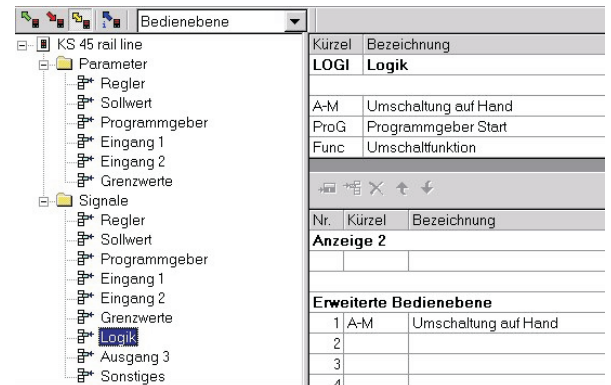 Bedienebene
KS 45 rail line
Parameter
Regler
Sollwert
Programmgeber
Eingang 1
Eingang 2
Grenzwerte
Signale
Regler
Sollwert
Programmgeber
Eingang 1
Eingang 2
Grenzwerte
Logik
Ausgang 3
Sonstiges
Kürzel Bezeichnung
LOGI Logik
A-M Umschaltung auf Hand
ProG Programmgeber Start
Func Umschaltfunktion
Nr. Kürzel Bezeichnung
Anzeige 2
Erweiterte Bedienebene
1 A-M Umschaltung auf Hand
2
3
4